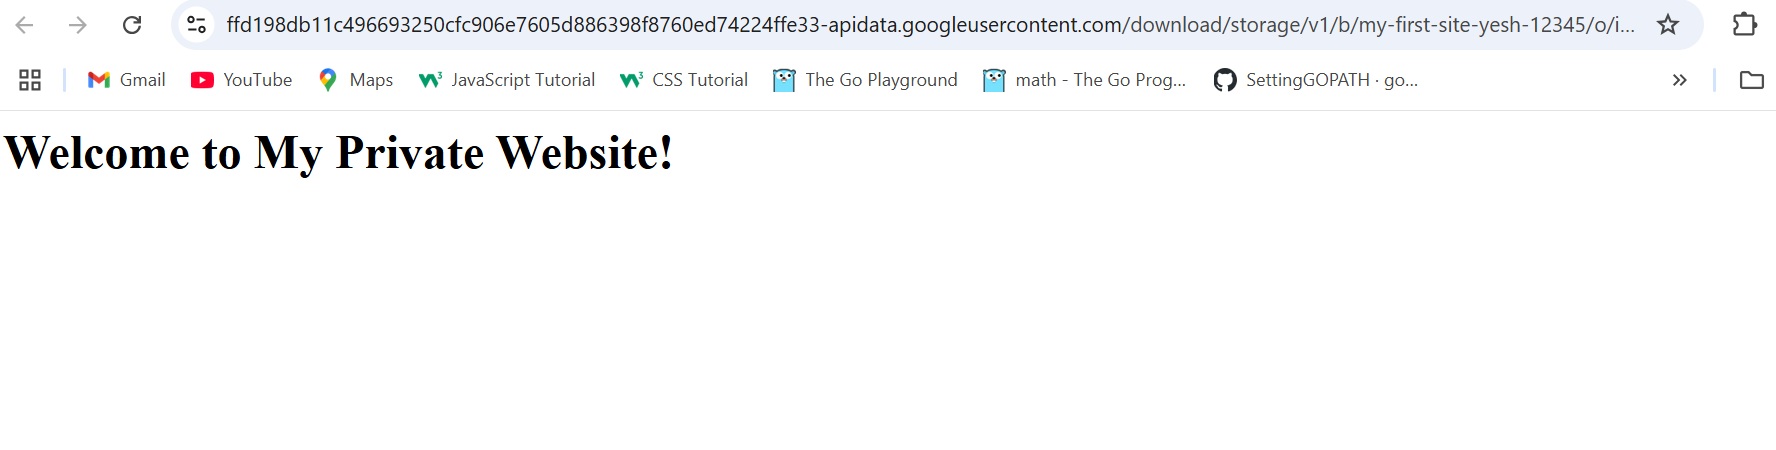 ffd198db11c496693250cfc906e7605d886398f8760ed74224ffe33-apidata.googleusercontent.com/download/storage/v1/b/my-first-site-yesh-12345/o/i...
Gmail YouTube Maps JavaScript Tutorial CSS Tutorial The Go Playground math - The Go Prog... SettingGOPATH · go...
Welcome to My Private Website!